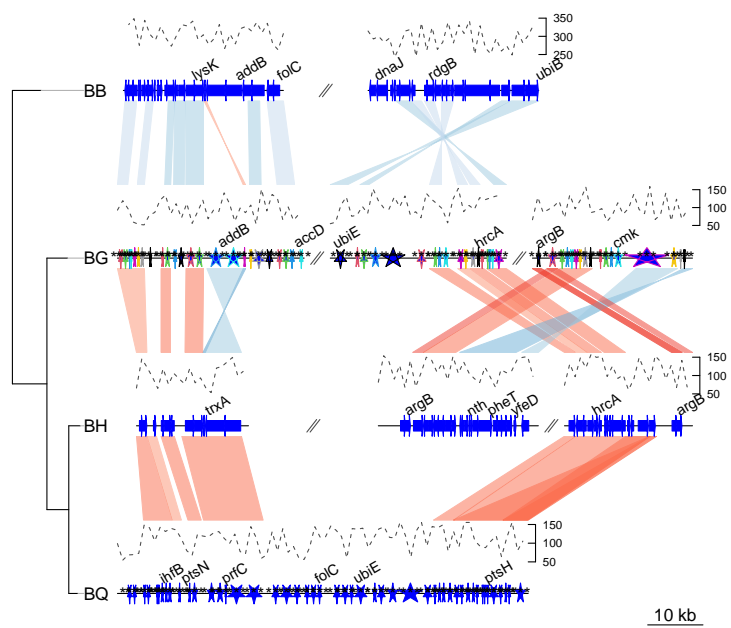 350
300
250
lysK addB folC dnaJ rdgB ubiB
BB // //
150
100
50
addB accD ubiE hrcA argB cmk
BG // //
150
100
50
trxA argB nth pheT yfeD hrcA argB
BH // //
150
100
50
ihfB ptsN prfC folC ubiE ptsH
BQ
10 kb